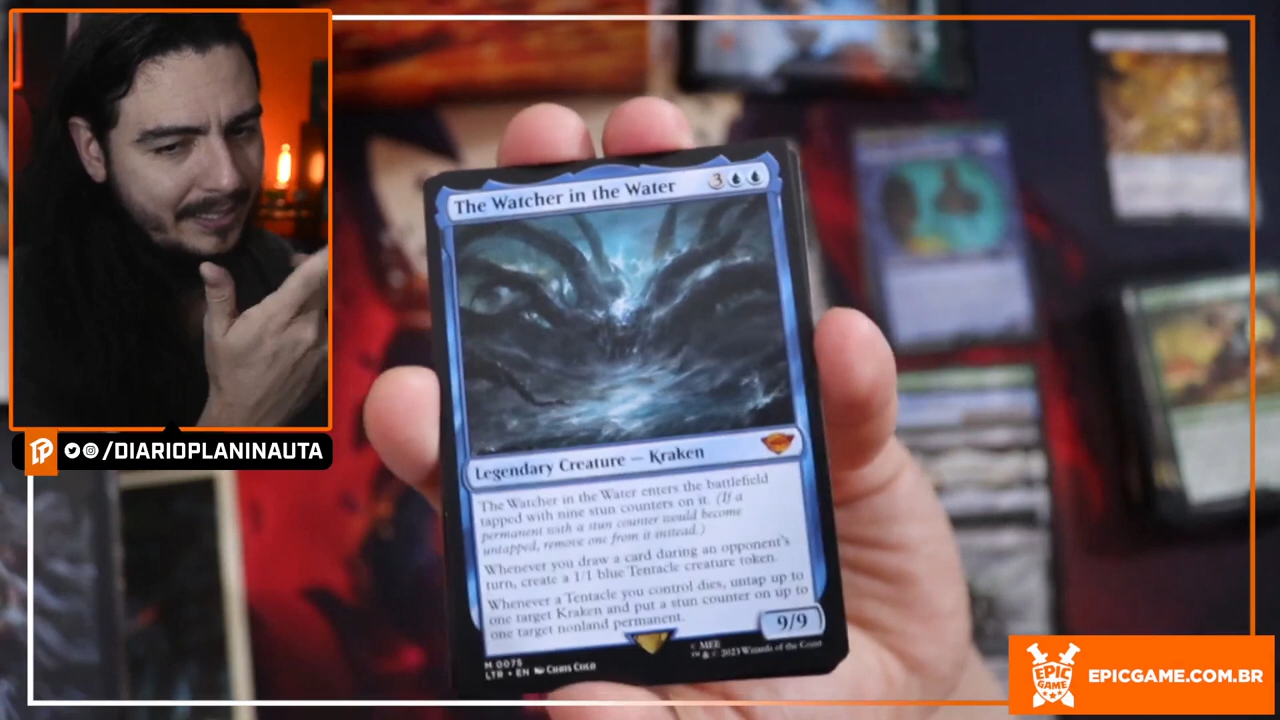 The Watcher in the Water 3
Legendary Creature — Kraken
The Watcher in the Water enters the battlefield
tapped with nine stun counters on it. (If a
permanent with a stun counter would become
untapped, remove one from it instead.)
Whenever you draw a card during an opponent's
turn, create a 1/1 blue Tentacle creature token.
Whenever a Tentacle you control dies, untap up to
one target Kraken and put a stun counter on up to
one target nonland permanent.
9/9
M 0075
LTR • EN
™ & © 2023 Wizards of the Coast
/DIARIOPLANINAUTA
EPIC
GAME
EPICGAME.COM.BR